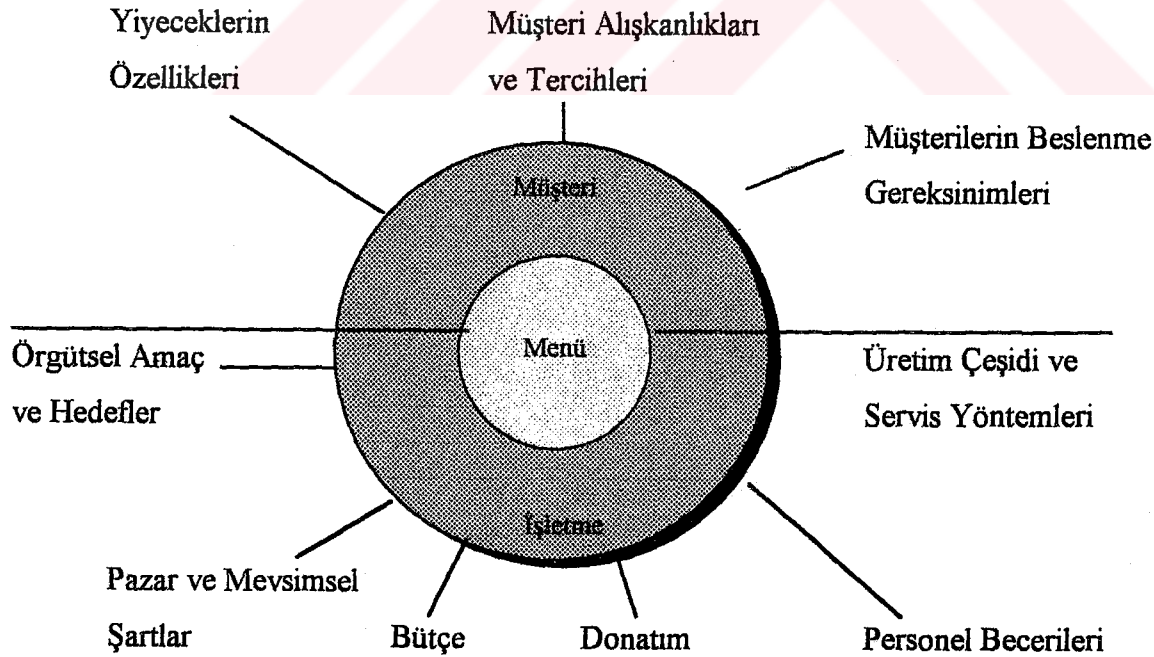 Yiyeceklerin
Özellikleri
Müşteri Alışkanlıkları
ve Tercihleri
Müşterilerin Beslenme
Gereksinimleri
Müşteri
Menü
Örgütsel Amaç
ve Hedefler
Üretim Çeşidi ve
Servis Yöntemleri
İşletme
Pazar ve Mevsimsel
Şartlar
Bütçe
Donatım
Personel Becerileri